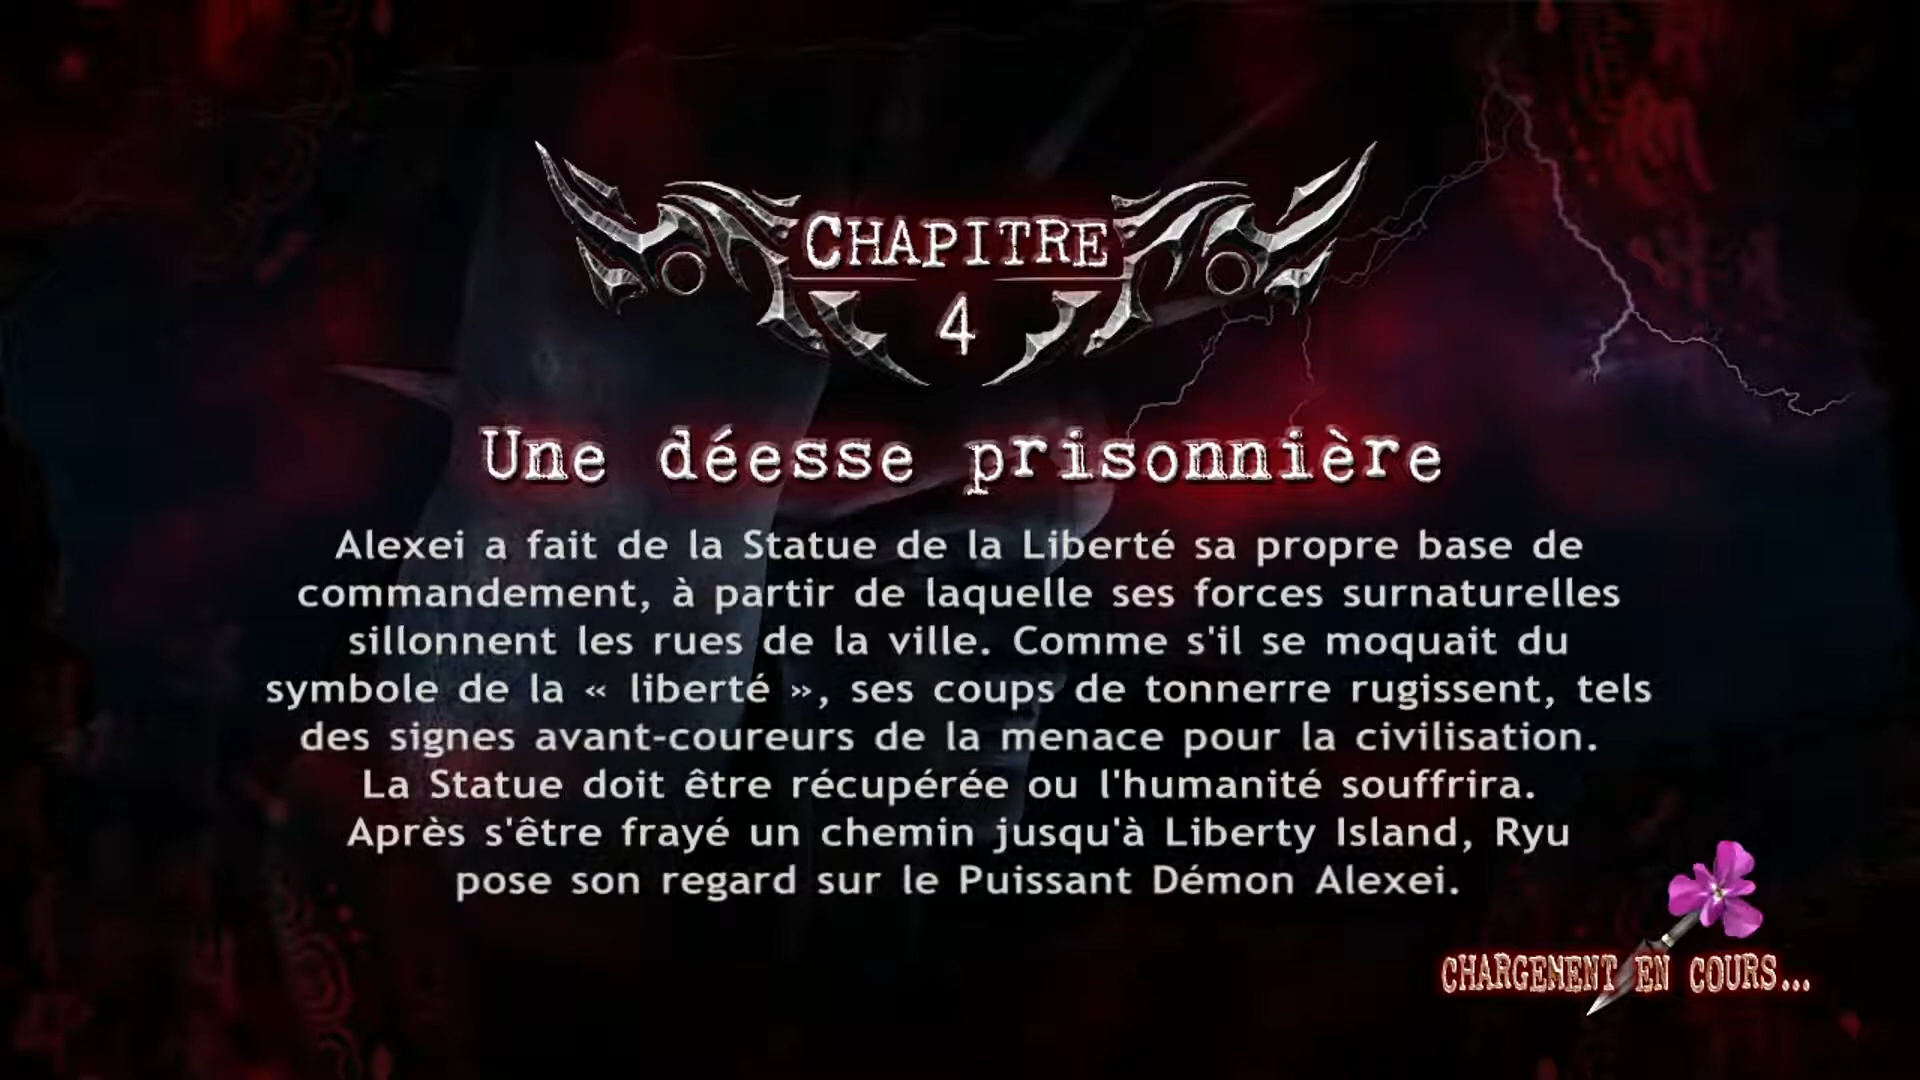 CHAPITRE
4
Une déesse prisonnière
Alexei a fait de la Statue de la Liberté sa propre base de
commandement, à partir de laquelle ses forces surnaturelles
sillonnent les rues de la ville. Comme s'il se moquait du
symbole de la « liberté », ses coups de tonnerre rugissent, tels
des signes avant-coureurs de la menace pour la civilisation.
La Statue doit être récupérée ou l'humanité souffrira.
Après s'être frayé un chemin jusqu'à Liberty Island, Ryu
pose son regard sur le Puissant Démon Alexei.
CHARGEMENT EN COURS...